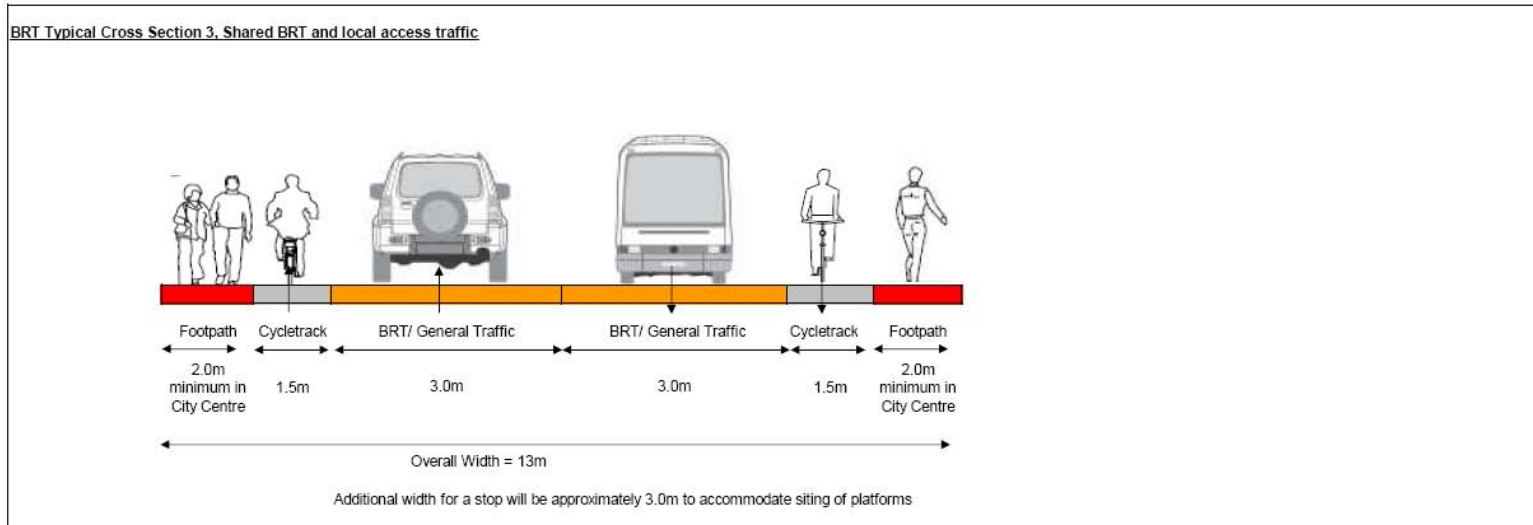 BRT Typical Cross Section 3, Shared BRT and local access traffic
Footpath
Cycletrack
BRT/ General Traffic
BRT/ General Traffic
Cycletrack
Footpath
2.0m
minimum in
City Centre
1.5m
3.0m
3.0m
1.5m
2.0m
minimum in
City Centre
Overall Width = 13m
Additional width for a stop will be approximately 3.0m to accommodate siting of platforms